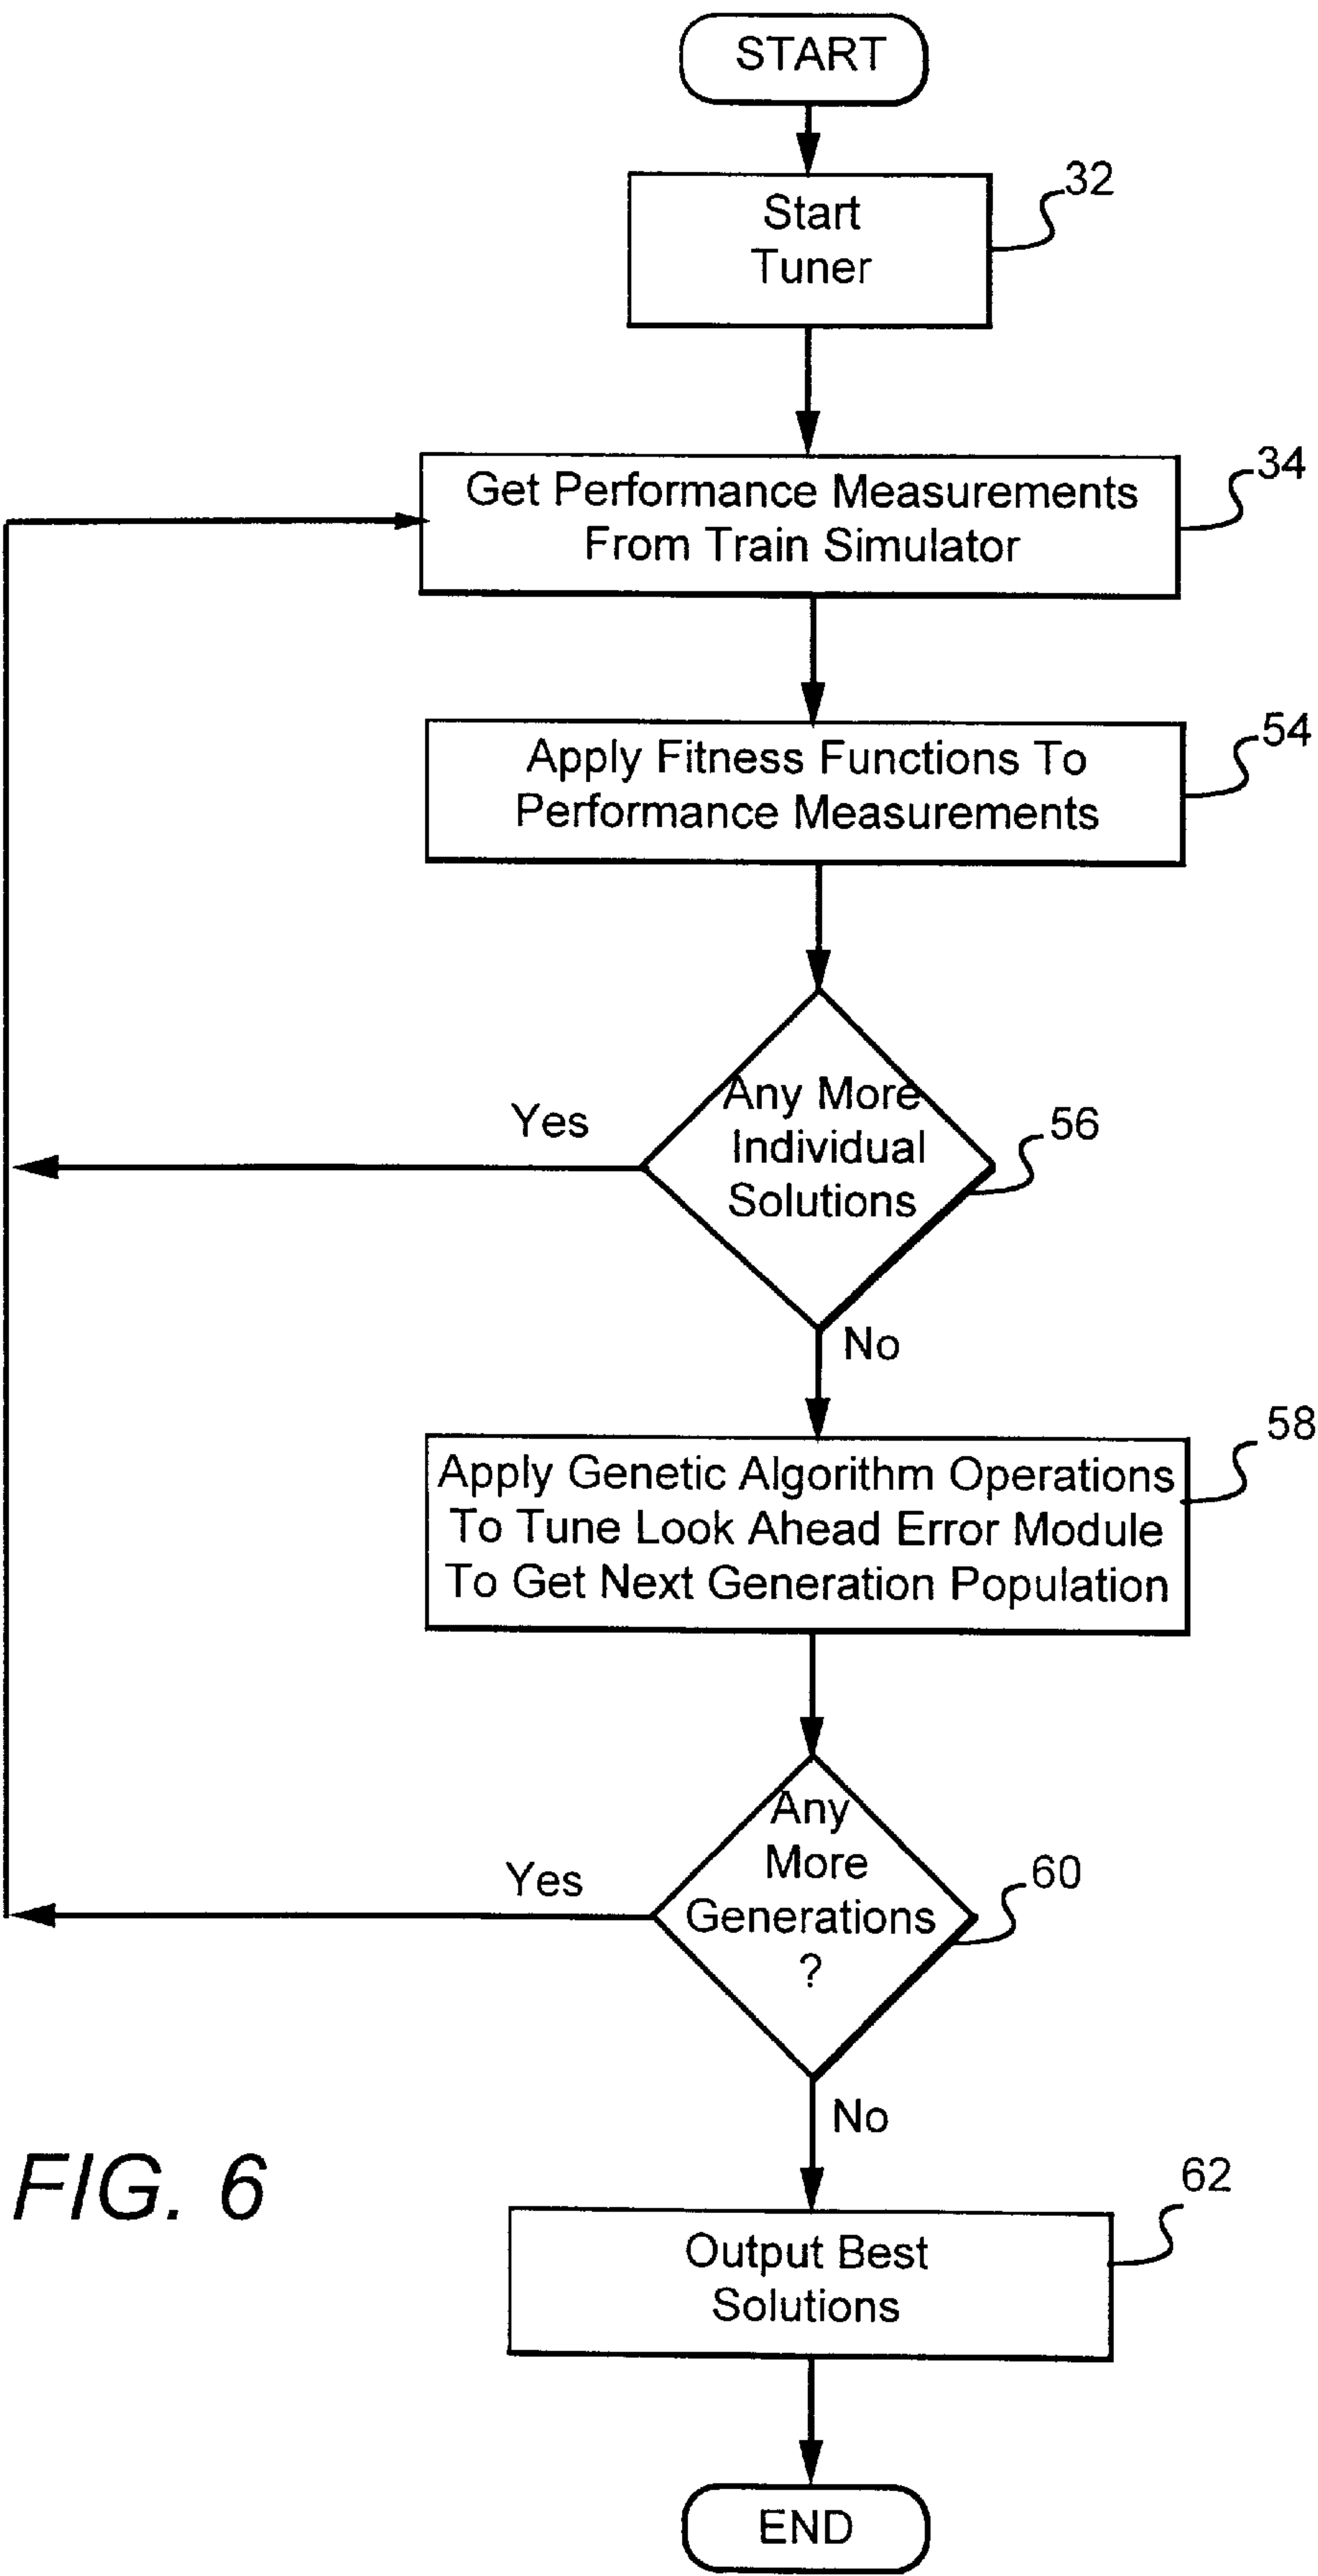 START
32
Start
Tuner
34
Get Performance Measurements
From Train Simulator
54
Apply Fitness Functions To
Performance Measurements
Any More
Individual
Solutions
56
Yes
No
58
Apply Genetic Algorithm Operations
To Tune Look Ahead Error Module
To Get Next Generation Population
Any
More
Generations
?
60
Yes
No
FIG. 6
62
Output Best
Solutions
END